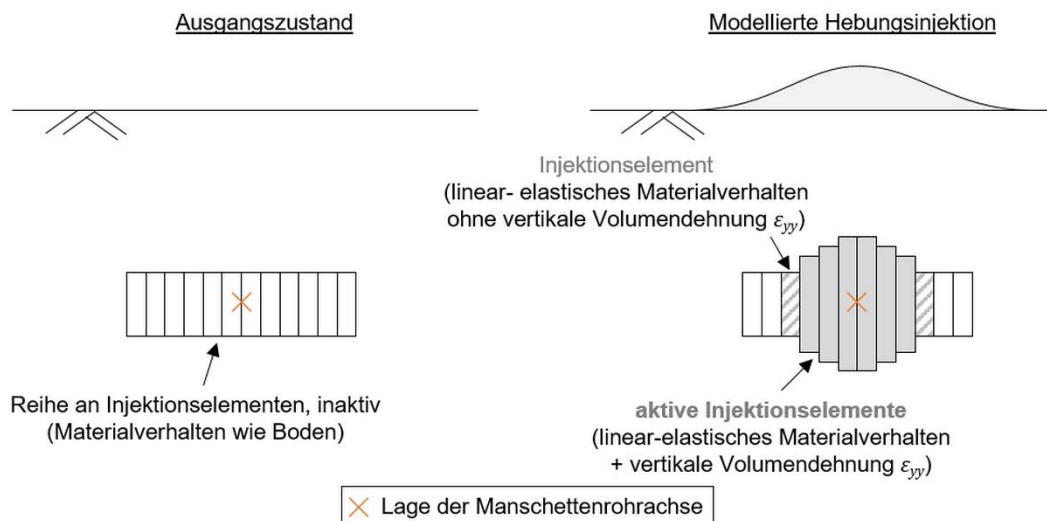 Ausgangszustand
Modellierte Hebungsinjektion
Injektionselement
(linear- elastisches Materialverhalten
ohne vertikale Volumendehnung εyy)
Reihe an Injektionselementen, inaktiv
(Materialverhalten wie Boden)
aktive Injektionselemente
(linear-elastisches Materialverhalten
+ vertikale Volumendehnung εyy)
Lage der Manschettenrohrachse